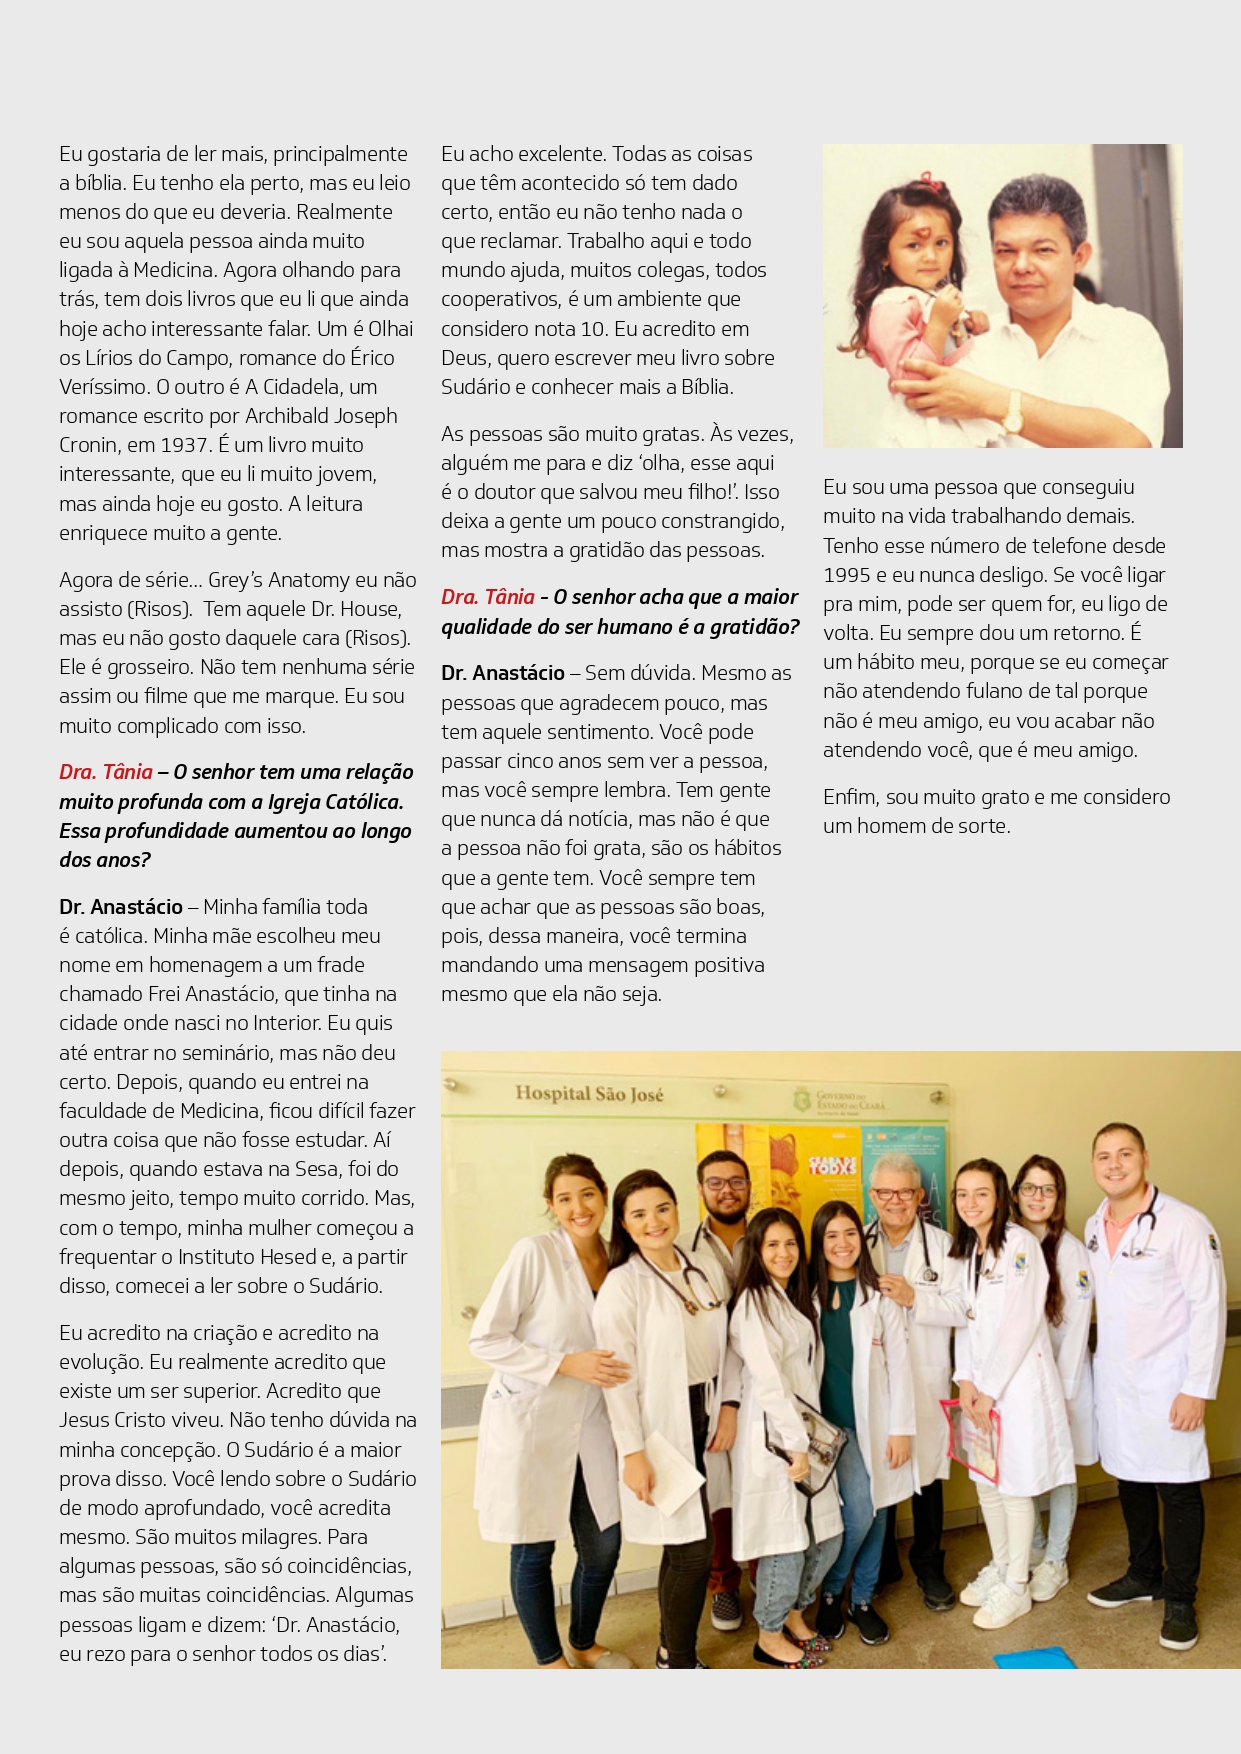 Eu gostaria de ler mais, principalmente
a bíblia. Eu tenho ela perto, mas eu leio
menos do que eu deveria. Realmente
eu sou aquela pessoa ainda muito
ligada à Medicina. Agora olhando para
trás, tem dois livros que eu li que ainda
hoje acho interessante falar. Um é Olhai
os Lírios do Campo, romance do Érico
Veríssimo. O outro é A Cidadela, um
romance escrito por Archibald Joseph
Cronin, em 1937. É um livro muito
interessante, que eu li muito jovem,
mas ainda hoje eu gosto. A leitura
enriquece muito a gente.
Agora de série... Grey’s Anatomy eu não
assisto (Risos).  Tem aquele Dr. House,
mas eu não gosto daquele cara (Risos).
Ele é grosseiro. Não tem nenhuma série
assim ou filme que me marque. Eu sou
muito complicado com isso.
Dra. Tânia – O senhor tem uma relação
muito profunda com a Igreja Católica.
Essa profundidade aumentou ao longo
dos anos?
Dr. Anastácio – Minha família toda
é católica. Minha mãe escolheu meu
nome em homenagem a um frade
chamado Frei Anastácio, que tinha na
cidade onde nasci no Interior. Eu quis
até entrar no seminário, mas não deu
certo. Depois, quando eu entrei na
faculdade de Medicina, ficou difícil fazer
outra coisa que não fosse estudar. Aí
depois, quando estava na Sesa, foi do
mesmo jeito, tempo muito corrido. Mas,
com o tempo, minha mulher começou a
frequentar o Instituto Hesed e, a partir
disso, comecei a ler sobre o Sudário.
Eu acredito na criação e acredito na
evolução. Eu realmente acredito que
existe um ser superior. Acredito que
Jesus Cristo viveu. Não tenho dúvida na
minha concepção. O Sudário é a maior
prova disso. Você lendo sobre o Sudário
de modo aprofundado, você acredita
mesmo. São muitos milagres. Para
algumas pessoas, são só coincidências,
mas são muitas coincidências. Algumas
pessoas ligam e dizem: ‘Dr. Anastácio,
eu rezo para o senhor todos os dias’.
Eu acho excelente. Todas as coisas
que têm acontecido só tem dado
certo, então eu não tenho nada o
que reclamar. Trabalho aqui e todo
mundo ajuda, muitos colegas, todos
cooperativos, é um ambiente que
considero nota 10. Eu acredito em
Deus, quero escrever meu livro sobre
Sudário e conhecer mais a Bíblia.
As pessoas são muito gratas. Às vezes,
alguém me para e diz ‘olha, esse aqui
é o doutor que salvou meu filho!’. Isso
deixa a gente um pouco constrangido,
mas mostra a gratidão das pessoas.
Dra. Tânia - O senhor acha que a maior
qualidade do ser humano é a gratidão?
Dr. Anastácio – Sem dúvida. Mesmo as
pessoas que agradecem pouco, mas
tem aquele sentimento. Você pode
passar cinco anos sem ver a pessoa,
mas você sempre lembra. Tem gente
que nunca dá notícia, mas não é que
a pessoa não foi grata, são os hábitos
que a gente tem. Você sempre tem
que achar que as pessoas são boas,
pois, dessa maneira, você termina
mandando uma mensagem positiva
mesmo que ela não seja.
Eu sou uma pessoa que conseguiu
muito na vida trabalhando demais.
Tenho esse número de telefone desde
1995 e eu nunca desligo. Se você ligar
pra mim, pode ser quem for, eu ligo de
volta. Eu sempre dou um retorno. É
um hábito meu, porque se eu começar
não atendendo fulano de tal porque
não é meu amigo, eu vou acabar não
atendendo você, que é meu amigo.
Enfim, sou muito grato e me considero
um homem de sorte.
Hospital São José
GOVERNO DO
ESTADO DO CEARÁ
CEARÁ DE
TODXS